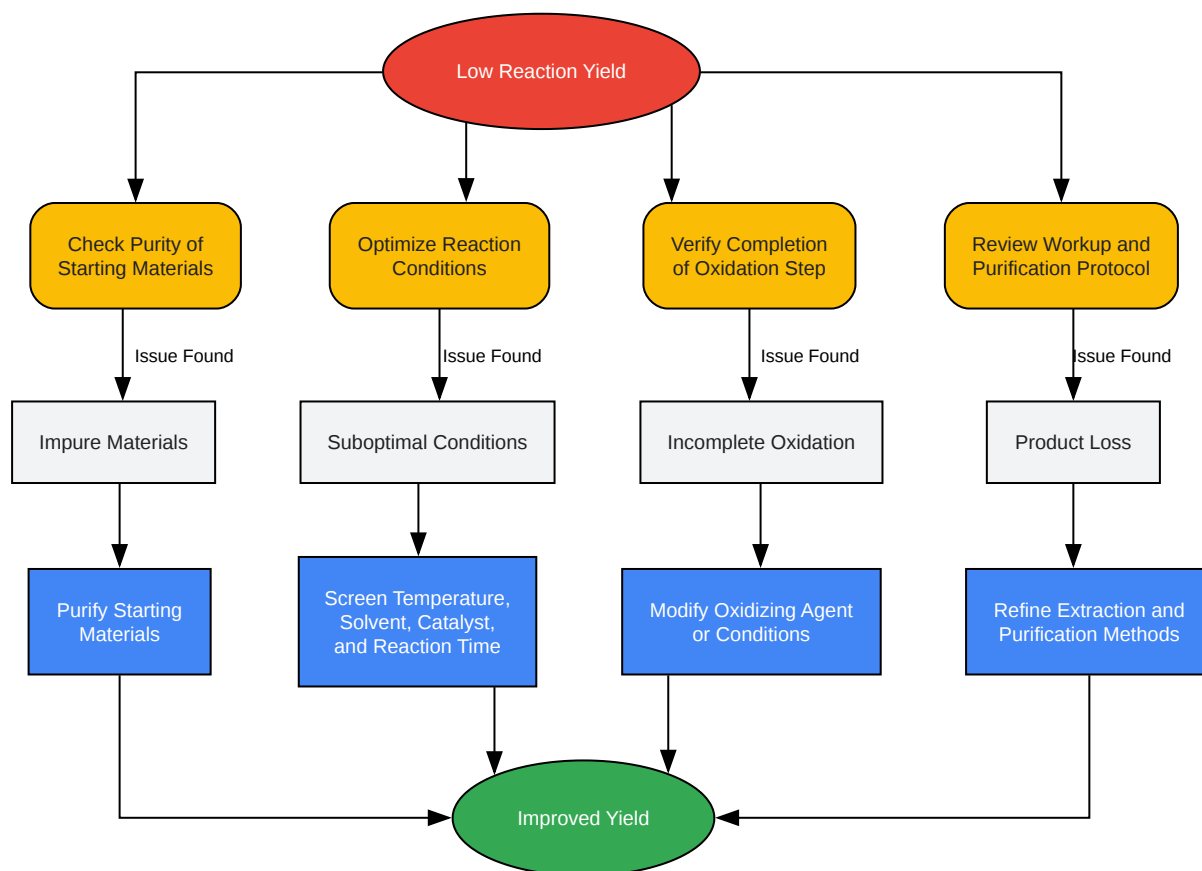 Low Reaction Yield
Check Purity of
Starting Materials
Optimize Reaction
Conditions
Verify Completion
of Oxidation Step
Review Workup and
Purification Protocol
Issue Found
Issue Found
Issue Found
Issue Found
Impure Materials
Suboptimal Conditions
Incomplete Oxidation
Product Loss
Purify Starting
Materials
Screen Temperature,
Solvent, Catalyst,
and Reaction Time
Modify Oxidizing Agent
or Conditions
Refine Extraction and
Purification Methods
Improved Yield